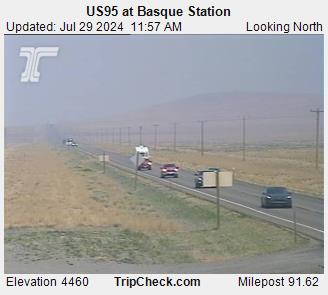 US95 at Basque Station
Updated: Jul 29 2024 11:57 AM Looking North
Elevation 4460 TripCheck.com Milepost 91.62